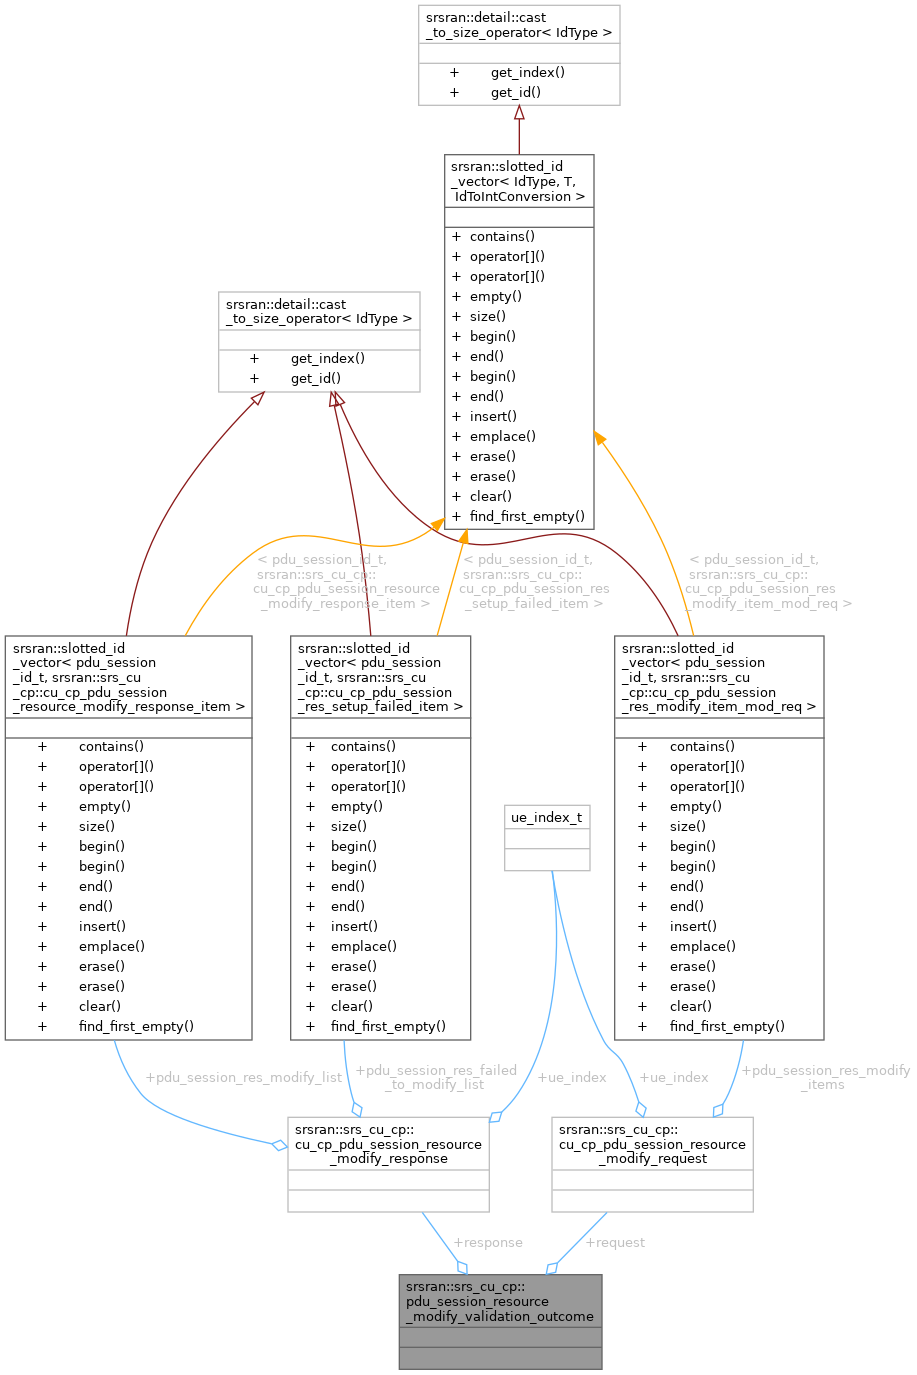 srsran::detail::cast
_to_size_operator< IdType >
+ get_index()
+ get_id()
srsran::slotted_id
_vector< IdType, T,
IdToIntConversion >
+ contains()
+ operator[]()
+ operator[]()
+ empty()
+ size()
+ begin()
+ end()
+ begin()
+ end()
+ insert()
+ emplace()
+ erase()
+ erase()
+ clear()
+ find_first_empty()
srsran::detail::cast
_to_size_operator< IdType >
+ get_index()
+ get_id()
< pdu_session_id_t,
srsran::srs_cu_cp::
cu_cp_pdu_session_resource
_modify_response_item >
< pdu_session_id_t,
srsran::srs_cu_cp::
cu_cp_pdu_session_res
_setup_failed_item >
< pdu_session_id_t,
srsran::srs_cu_cp::
cu_cp_pdu_session_res
_modify_item_mod_req >
srsran::slotted_id
_vector< pdu_session
_id_t, srsran::srs_cu
_cp::cu_cp_pdu_session
_resource_modify_response_item >
+ contains()
+ operator[]()
+ operator[]()
+ empty()
+ size()
+ begin()
+ begin()
+ end()
+ end()
+ insert()
+ emplace()
+ erase()
+ erase()
+ clear()
+ find_first_empty()
srsran::slotted_id
_vector< pdu_session
_id_t, srsran::srs_cu
_cp::cu_cp_pdu_session
_res_setup_failed_item >
+ contains()
+ operator[]()
+ operator[]()
+ empty()
+ size()
+ begin()
+ begin()
+ end()
+ end()
+ insert()
+ emplace()
+ erase()
+ erase()
+ clear()
+ find_first_empty()
ue_index_t
srsran::slotted_id
_vector< pdu_session
_id_t, srsran::srs_cu
_cp::cu_cp_pdu_session
_res_modify_item_mod_req >
+ contains()
+ operator[]()
+ operator[]()
+ empty()
+ size()
+ begin()
+ begin()
+ end()
+ end()
+ insert()
+ emplace()
+ erase()
+ erase()
+ clear()
+ find_first_empty()
+pdu_session_res_modify_list
+pdu_session_res_failed
_to_modify_list
+ue_index
+ue_index
+pdu_session_res_modify
_items
srsran::srs_cu_cp::
cu_cp_pdu_session_resource
_modify_response
srsran::srs_cu_cp::
cu_cp_pdu_session_resource
_modify_request
+response
+request
srsran::srs_cu_cp::
pdu_session_resource
_modify_validation_outcome